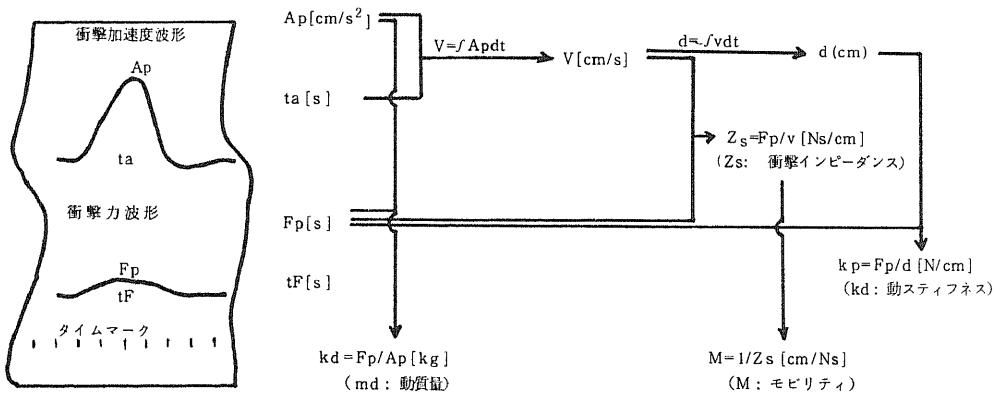 衝撃加速度波形
Ap
ta
衝撃力波形
Fp
tF
タイムマーク
Ap[cm/s²]
V=∫Apdt
V[cm/s]
d=∫vdt
d(cm)
ta[s]
Zs=Fp/v[Ns/cm]
(Zs: 衝撃インピーダンス)
Fp[s]
kp=Fp/d[N/cm]
(kd:動スティフネス)
tF[s]
kd=Fp/Ap[kg]
(md:動質量)
M=1/Zs[cm/Ns]
(M:モビリティ)